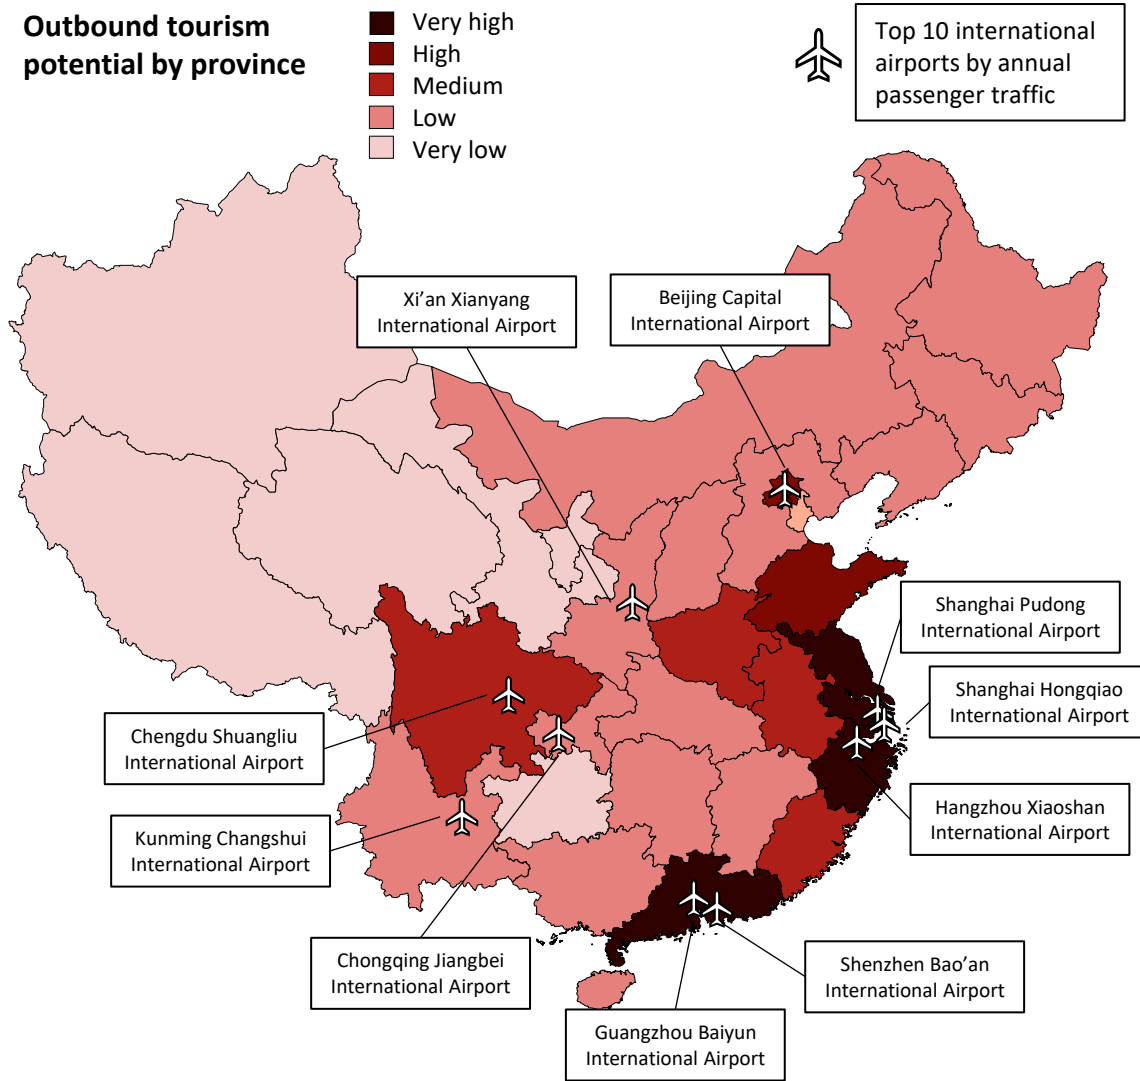 Outbound tourism
potential by province
Very high
High
Medium
Low
Very low
Top 10 international
airports by annual
passenger traffic
Xi’an Xianyang
International Airport
Beijing Capital
International Airport
Shanghai Pudong
International Airport
Shanghai Hongqiao
International Airport
Chengdu Shuangliu
International Airport
Hangzhou Xiaoshan
International Airport
Kunming Changshui
International Airport
Chongqing Jiangbei
International Airport
Shenzhen Bao’an
International Airport
Guangzhou Baiyun
International Airport